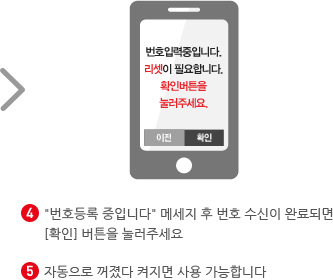 번호입력중입니다.
리셋이 필요합니다.
확인버튼을
눌러주세요.
이전 확인
4 "번호등록 중입니다" 메세지 후 번호 수신이 완료되면
[확인] 버튼을 눌러주세요
5 자동으로 꺼졌다 켜지면 사용 가능합니다